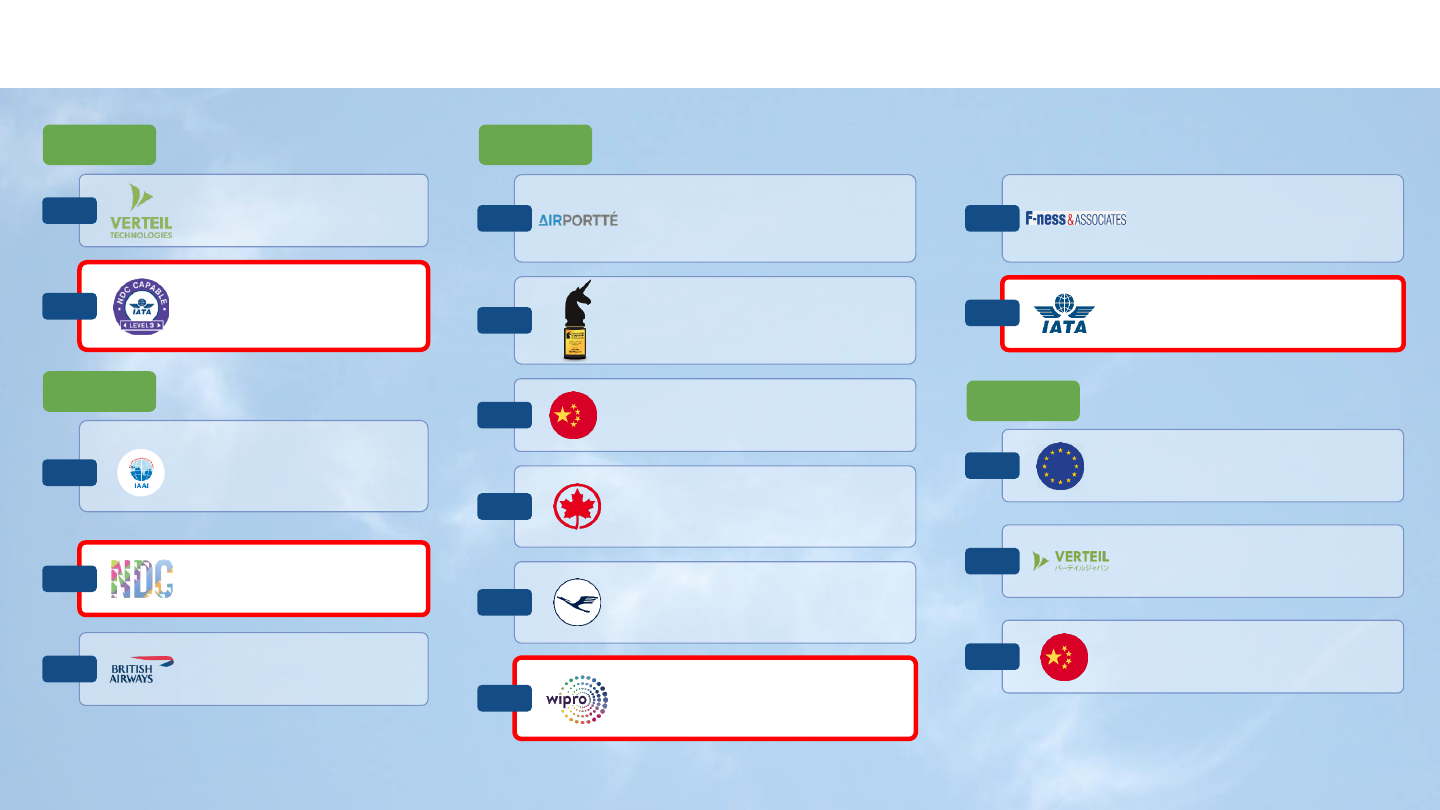 VERTEIL
TECHNOLOGIES
NDC CAPABLE
IATA
LEVEL 3
IAAI
NDC
BRITISH
AIRWAYS
AIRPORTTÉ
wipro
F-ness & ASSOCIATES
IATA
VERTEIL
バーテイルジャパン